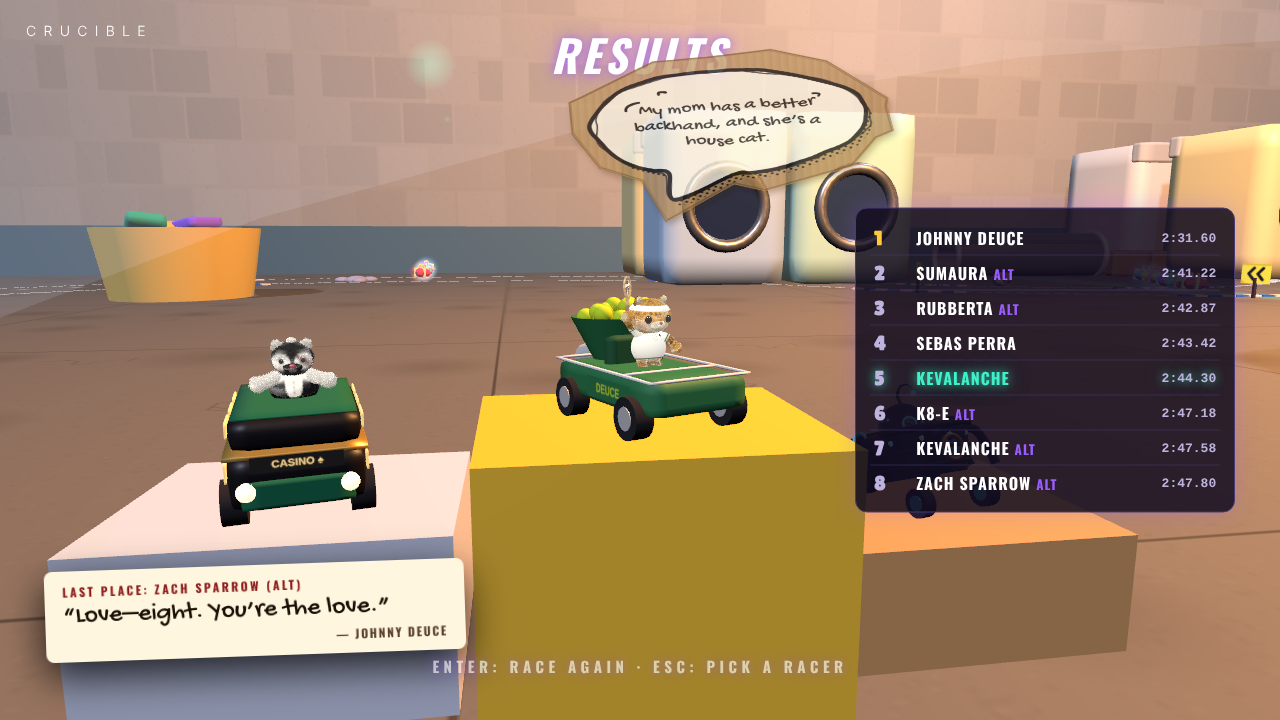 CRUCIBLE
RESULTS
"My mom has a better
backhand, and she's a
house cat."
1 JOHNNY DEUCE 2:31.60
2 SUMAURA ALT 2:41.22
3 RUBBERTA ALT 2:42.87
4 SEBAS PERRA 2:43.42
5 KEVALANCHE 2:44.30
6 K8-E ALT 2:47.18
7 KEVALANCHE ALT 2:47.58
8 ZACH SPARROW ALT 2:47.80
DEUCE
CASINO ♠
LAST PLACE: ZACH SPARROW (ALT)
"Love—eight. You're the love."
— JOHNNY DEUCE
ENTER: RACE AGAIN · ESC: PICK A RACER